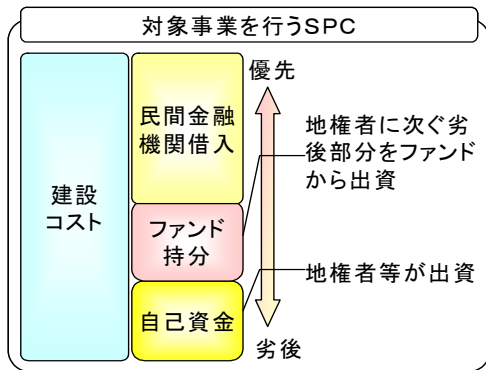 対象事業を行うSPC
優先
民間金融
機関借入
地権者に次ぐ劣
後部分をファンド
から出資
建設
コスト
ファンド
持分
地権者等が出資
自己資金
劣後